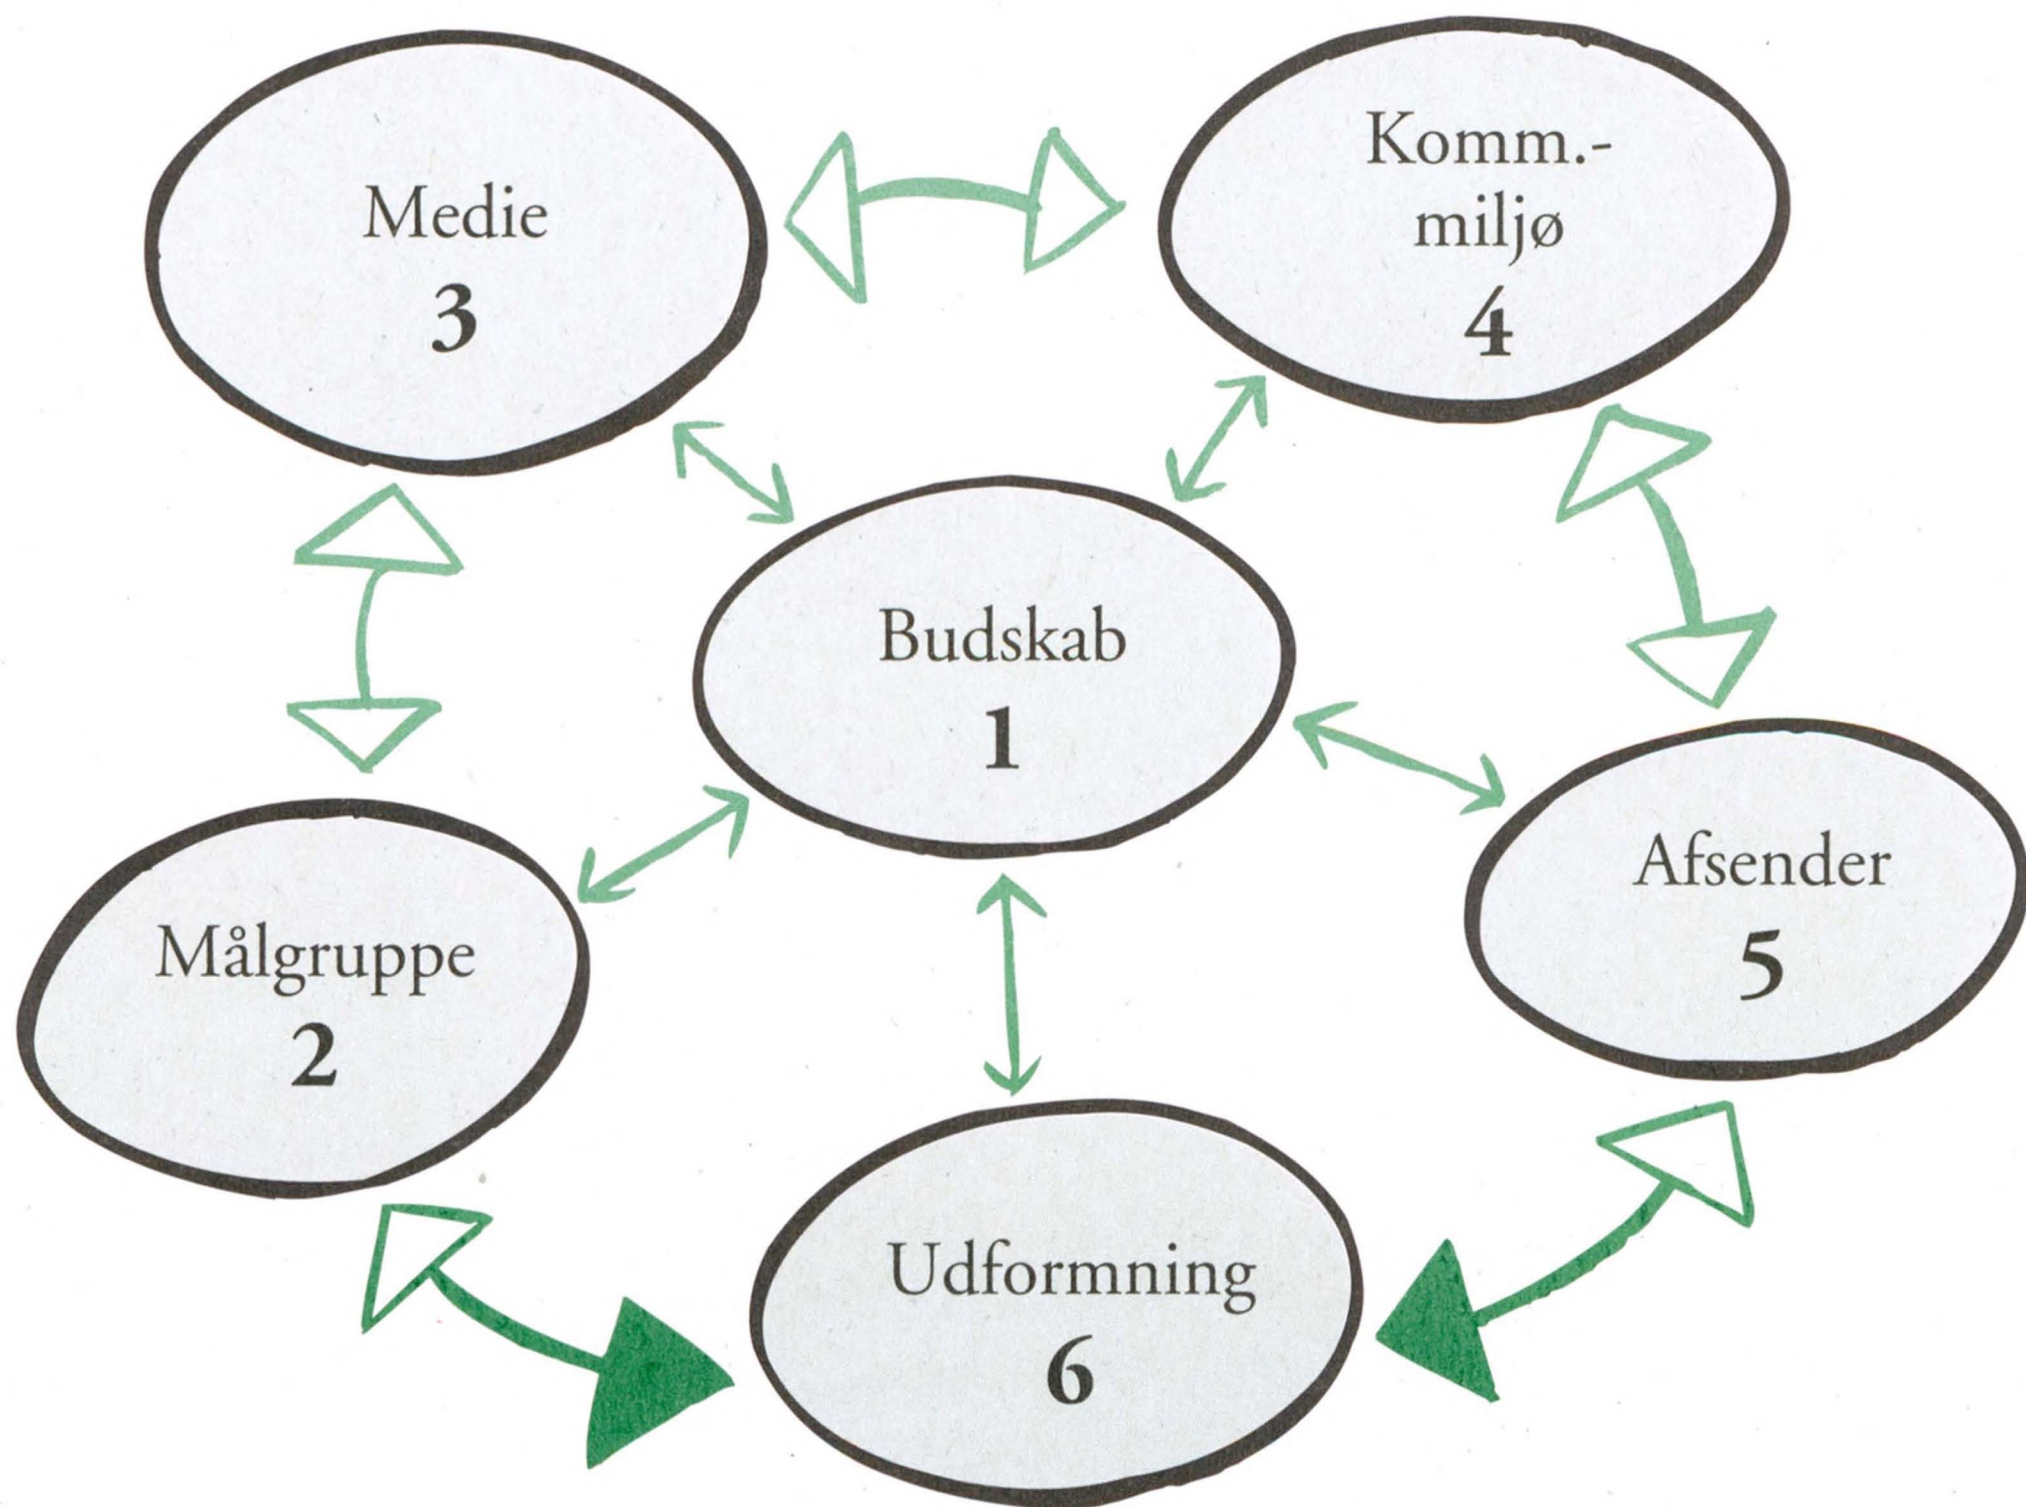 Medie
3
Komm.-
miljø
4
Budskab
1
Afsender
5
Målgruppe
2
Udformning
6